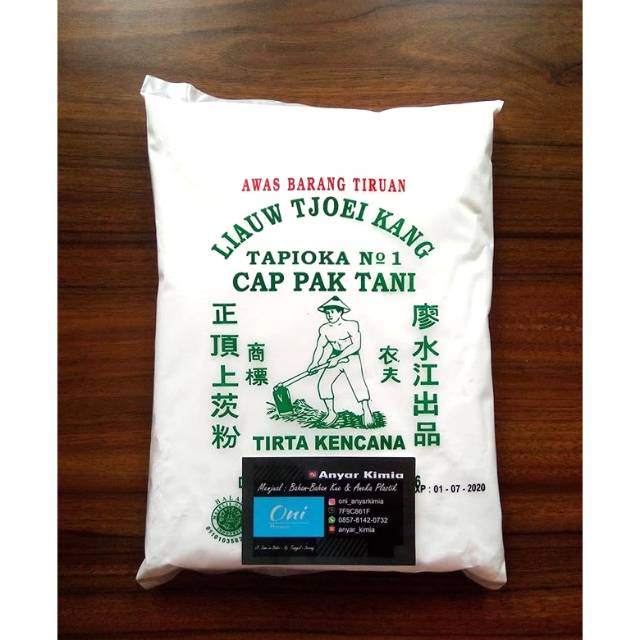 AWAS BARANG TIRUAN
LIAUW TJOEI KANG
TAPIOKA No 1
CAP PAK TANI
正頂上茨粉
商標
农夫
廖水江出品
TIRTA KENCANA
Anyar Kimia
Menjual : Bahan-Bahan Kue & Aneka Plastik
Oni
oni_anyarkimia
7F9C861F
0857-8142-0732
anyar_kimia
XP : 01 - 07 - 2020
HALAL